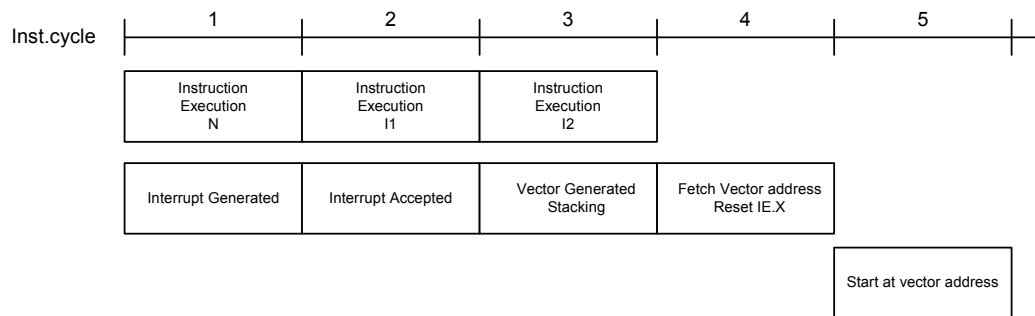 1 2 3 4 5
Inst.cycle
Instruction
Execution
N
Instruction
Execution
I1
Instruction
Execution
I2
Interrupt Generated
Interrupt Accepted
Vector Generated
Stacking
Fetch Vector address
Reset IE.X
Start at vector address